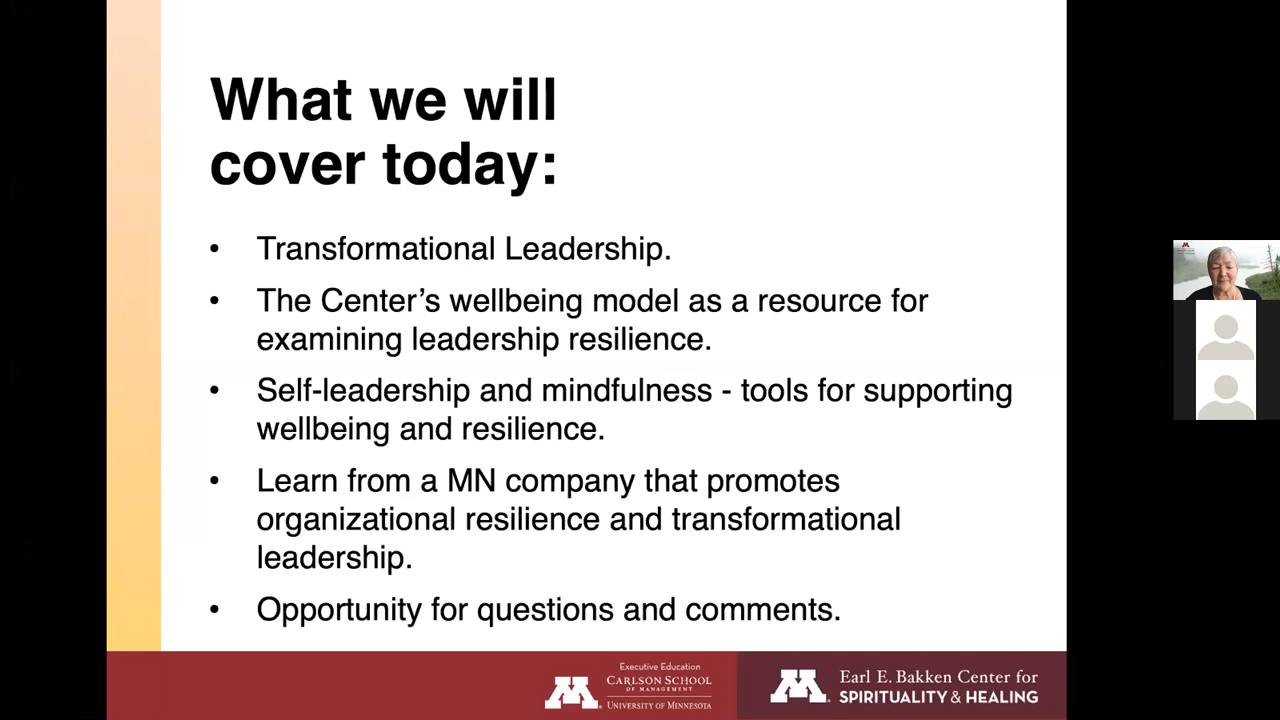 What we will
cover today:
• Transformational Leadership.
• The Center’s wellbeing model as a resource for
examining leadership resilience.
• Self-leadership and mindfulness - tools for supporting
wellbeing and resilience.
• Learn from a MN company that promotes
organizational resilience and transformational
leadership.
• Opportunity for questions and comments.
Executive Education
CARLSON SCHOOL
OF MANAGEMENT
UNIVERSITY OF MINNESOTA
Earl E. Bakken Center for
SPIRITUALITY & HEALING